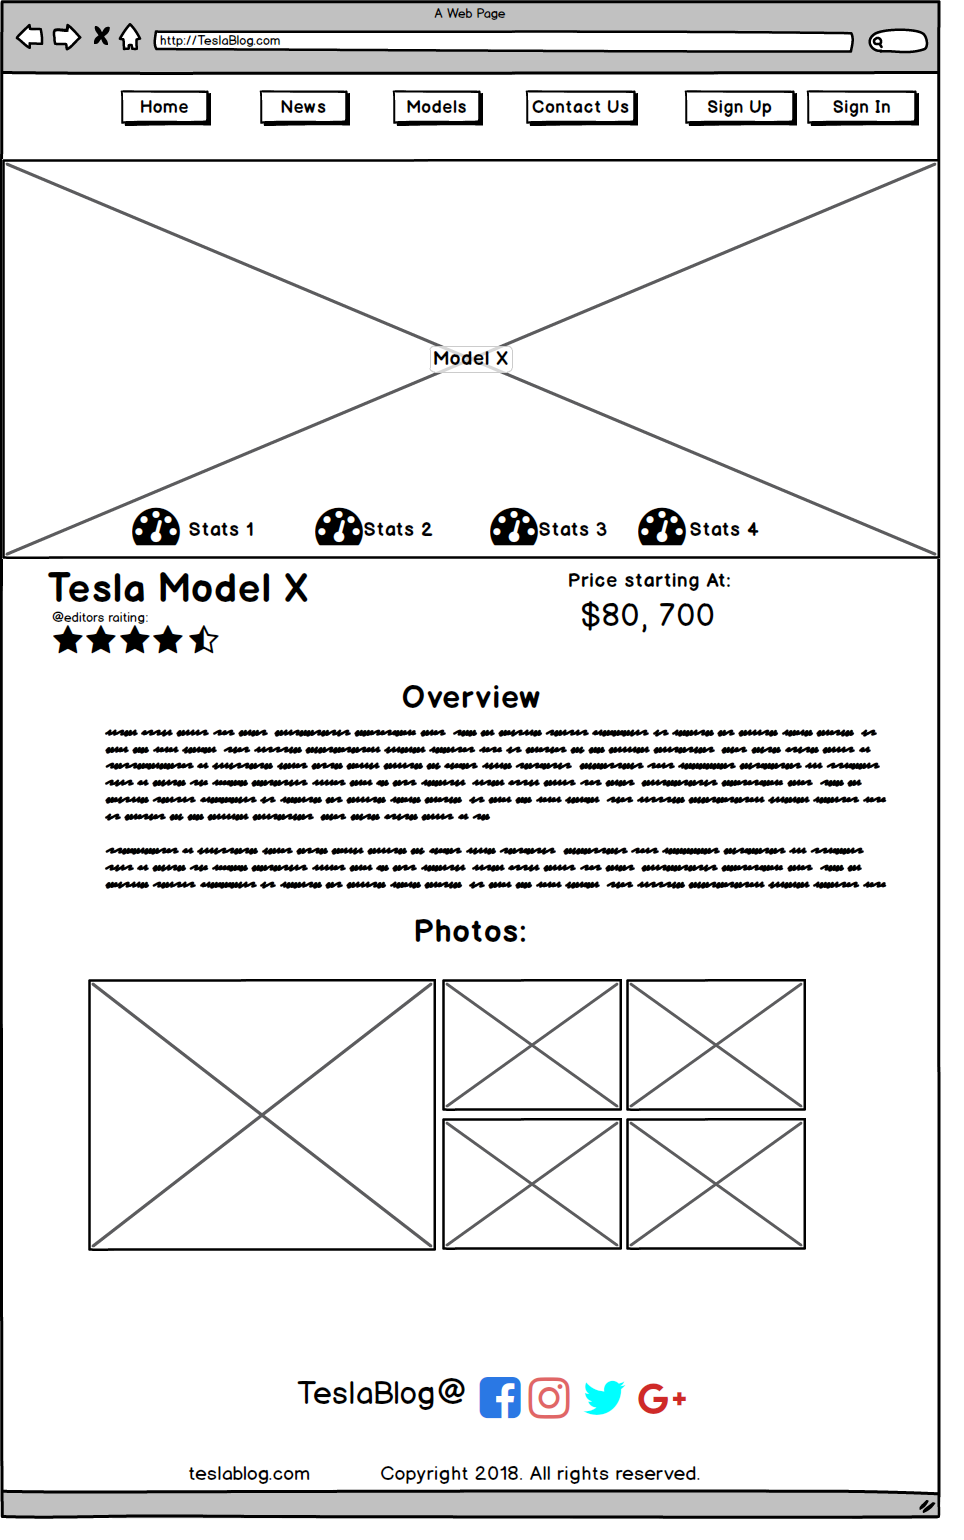 A Web Page
http://TeslaBlog.com
Home News Models Contact Us Sign Up Sign In
Model X
Stats 1 Stats 2 Stats 3 Stats 4
Tesla Model X
@editors raiting:
Price starting At:
$80, 700
Overview
Photos:
TeslaBlog@
teslablog.com Copyright 2018. All rights reserved.